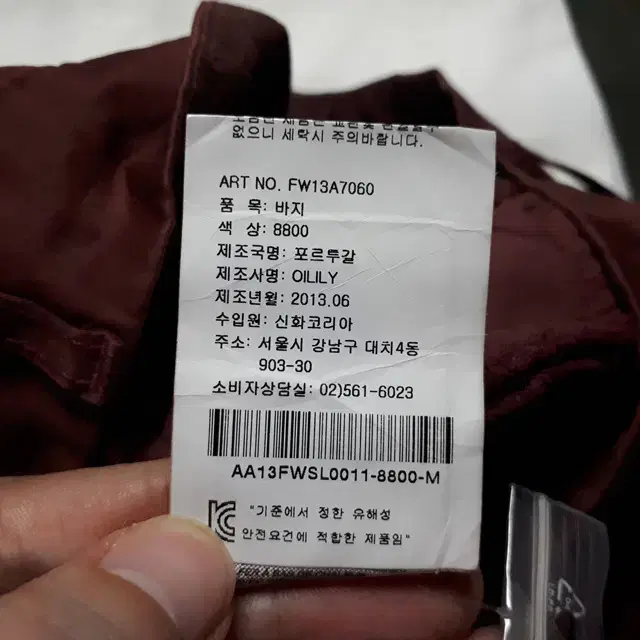 없으니 세탁시 주의바랍니다.
ART NO. FW13A7060
품 목: 바지
색 상: 8800
제조국명: 포르투갈
제조사명: OILILY
제조년월: 2013.06
수입원: 신화코리아
주소: 서울시 강남구 대치4동
903-30
소비자상담실: 02)561-6023
AA13FWSL0011-8800-M
"기준에서 정한 유해성
안전요건에 적합한 제품임"